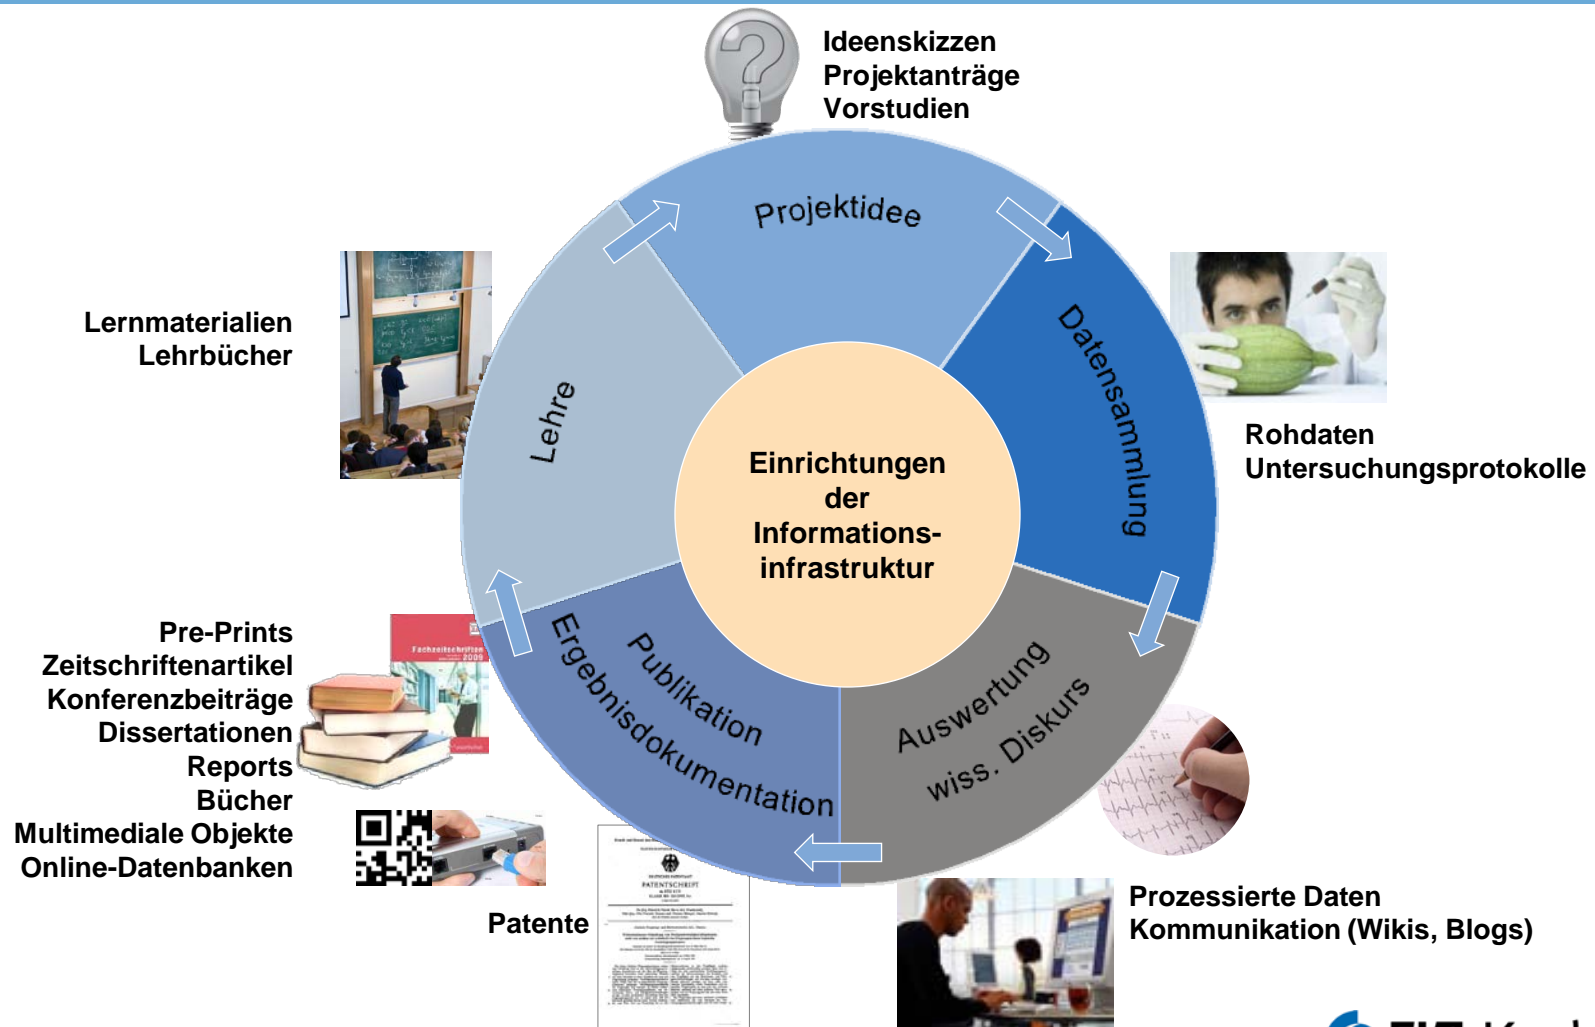 Ideenskizzen
Projektanträge
Vorstudien
Projektidee
Datensammlung
Rohdaten
Untersuchungsprotokolle
Auswertung
wiss. Diskurs
Prozessierte Daten
Kommunikation (Wikis, Blogs)
Publikation
Ergebnisdokumentation
Patente
PATENTSCHRIFT
Pre-Prints
Zeitschriftenartikel
Konferenzbeiträge
Dissertationen
Reports
Bücher
Multimediale Objekte
Online-Datenbanken
Fachzeitschriften
2009
Lehre
Lernmaterialien
Lehrbücher
Einrichtungen
der
Informations-
infrastruktur